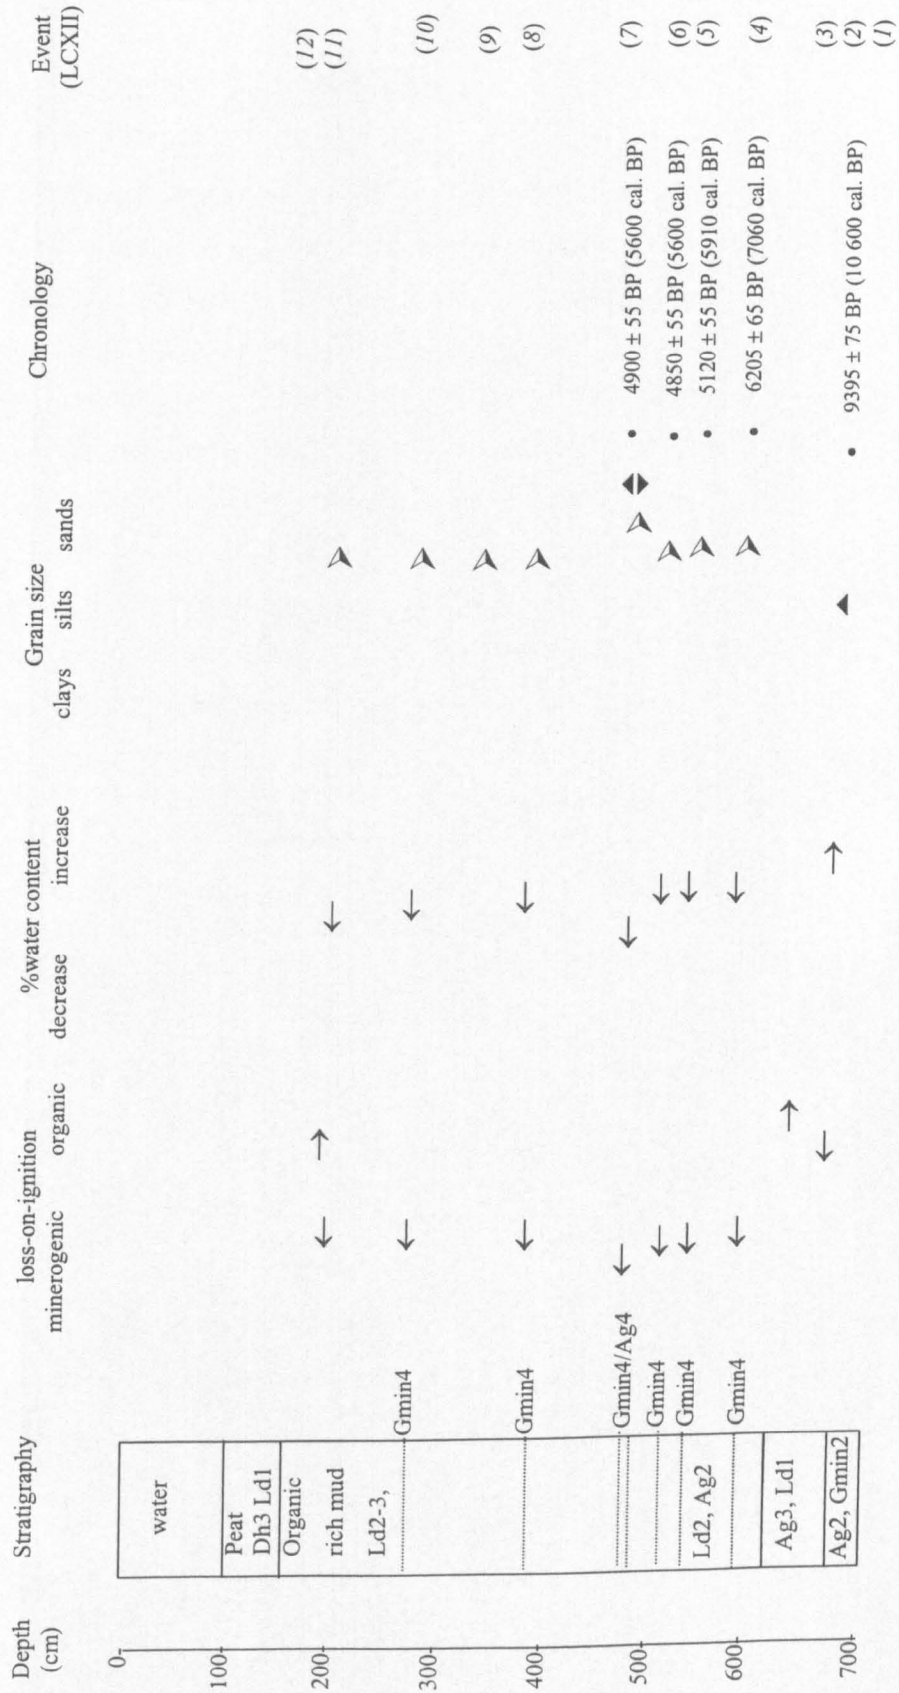 Depth (cm)
Stratigraphy
loss-on-ignition
minerogenic organic
%water content
decrease increase
Grain size
clays silts sands
Chronology
Event (LCXII)
0
100
200
300
400
500
600
700
water
Peat
Dh3 Ld1
Organic
rich mud
Ld2-3,
Ld2, Ag2
Ag3, Ld1
Ag2, Gmin2
Gmin4
Gmin4
Gmin4/Ag4
Gmin4
Gmin4
Gmin4
4900 ± 55 BP (5600 cal. BP)
4850 ± 55 BP (5600 cal. BP)
5120 ± 55 BP (5910 cal. BP)
6205 ± 65 BP (7060 cal. BP)
9395 ± 75 BP (10 600 cal. BP)
(12)
(11)
(10)
(9)
(8)
(7)
(6)
(5)
(4)
(3)
(2)
(1)